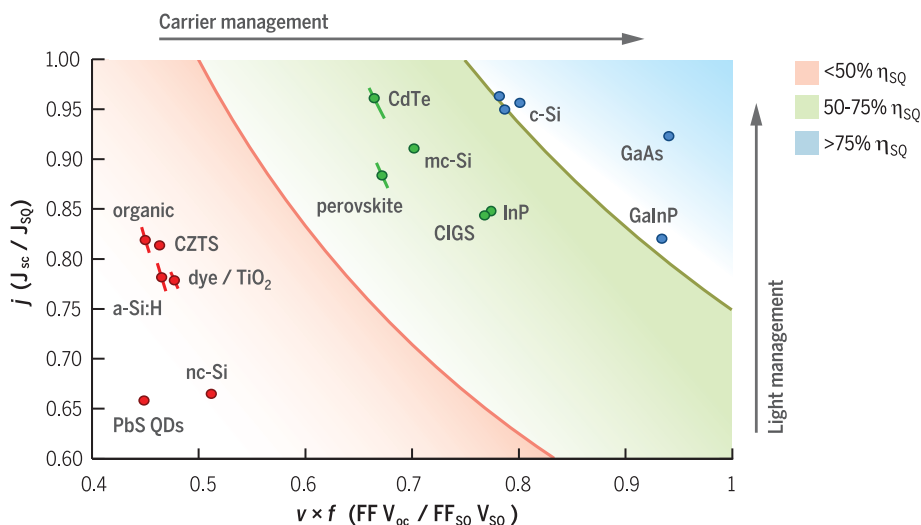 Carrier management
1.00
0.95
0.90
0.85
0.80
0.75
0.70
0.65
0.60
j (J sc / J SQ)
0.4
0.5
0.6
0.7
0.8
0.9
1
v × f (FF Voc / FFSQ VSQ)
CdTe
c-Si
mc-Si
GaAs
perovskite
InP
CIGS
GaInP
organic
CZTS
dye / TiO2
a-Si:H
nc-Si
PbS QDs
<50% ηSQ
50-75% ηSQ
>75% ηSQ
Light management